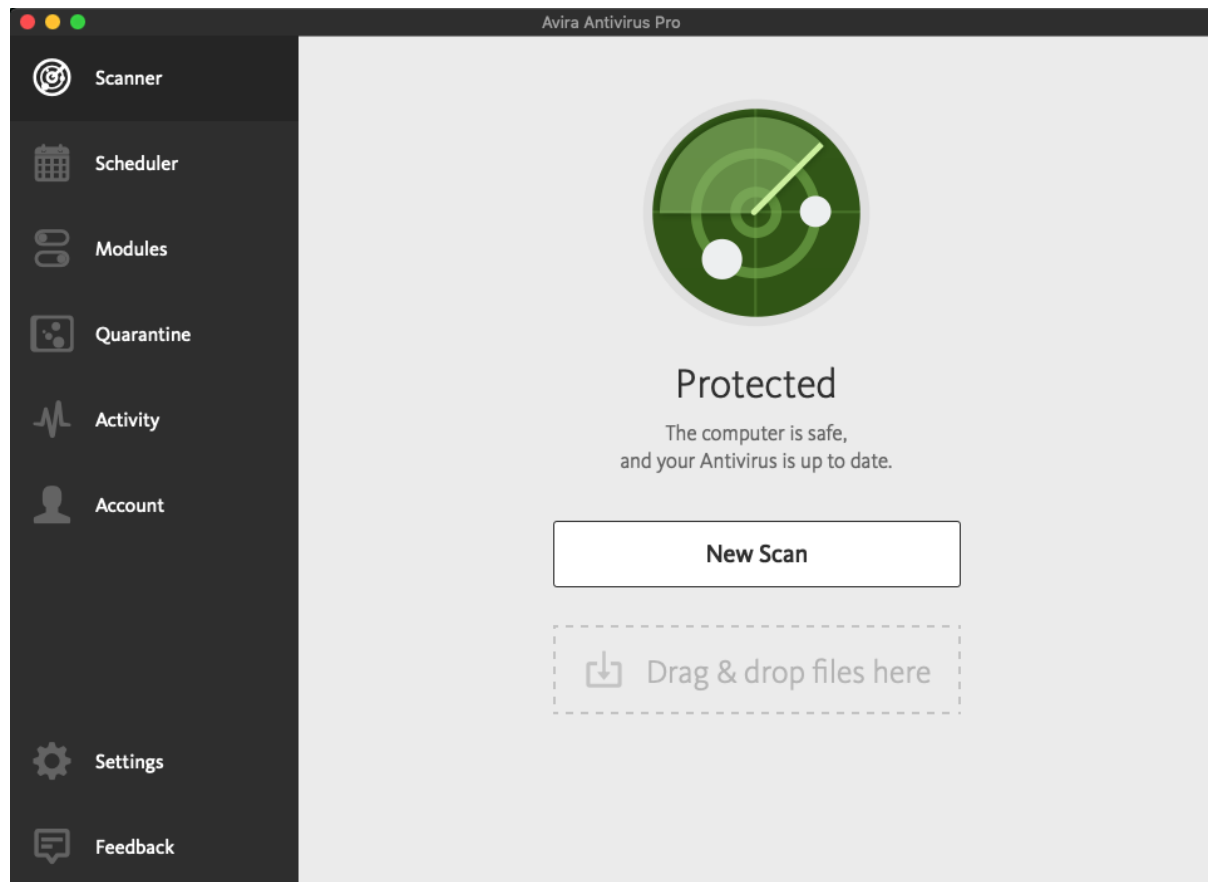 Avira Antivirus Pro
Scanner
Scheduler
Modules
Quarantine
Activity
Account
Settings
Feedback
Protected
The computer is safe,
and your Antivirus is up to date.
New Scan
Drag & drop files here